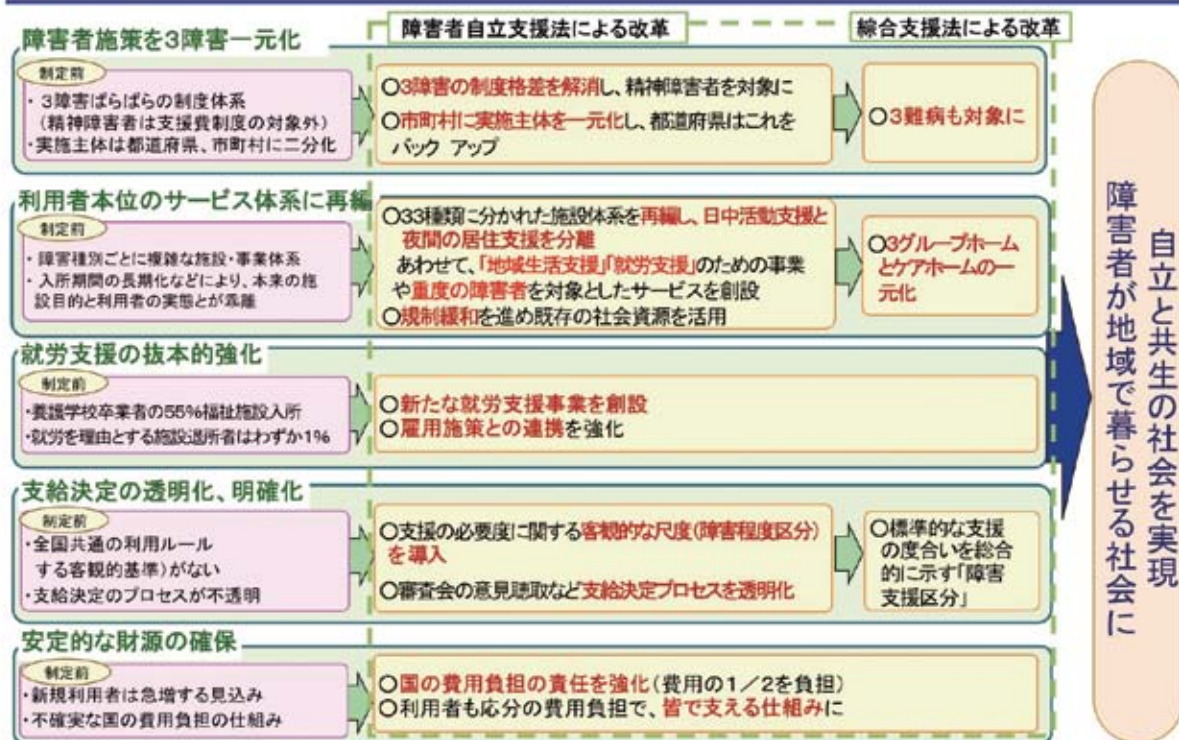 障害者自立支援法による改革
綜合支援法による改革
障害者施策を3障害一元化
制定前
・3障害ばらばらの制度体系
(精神障害者は支援費制度の対象外)
・実施主体は都道府県、市町村に二分化
○3障害の制度格差を解消し、精神障害者を対象に
○市町村に実施主体を一元化し、都道府県はこれを
バック アップ
○3難病も対象に
利用者本位のサービス体系に再編
制定前
・障害種別ごとに複雑な施設・事業体系
・入所期間の長期化などにより、本来の施
設目的と利用者の実態とが乖離
○33種類に分かれた施設体系を再編し、日中活動支援と
夜間の居住支援を分離
あわせて、「地域生活支援」「就労支援」のための事業
や重度の障害者を対象としたサービスを創設
○規制緩和を進め既存の社会資源を活用
○3グループホーム
とケアホームの一
元化
就労支援の抜本的強化
制定前
・養護学校卒業者の55%福祉施設入所
・就労を理由とする施設退所者はわずか1%
○新たな就労支援事業を創設
○雇用施策との連携を強化
支給決定の透明化、明確化
制定前
・全国共通の利用ルール
する客観的基準)がない
・支給決定のプロセスが不透明
○支援の必要度に関する客観的な尺度(障害程度区分)
を導入
○審査会の意見聴取など支給決定プロセスを透明化
○標準的な支援
の度合いを総合
的に示す「障害
支援区分」
安定的な財源の確保
制定前
・新規利用者は急増する見込み
・不確実な国の費用負担の仕組み
○国の費用負担の責任を強化(費用の1/2を負担)
○利用者も応分の費用負担で、皆で支える仕組みに
自立と共生の社会を実現
障害者が地域で暮らせる社会に